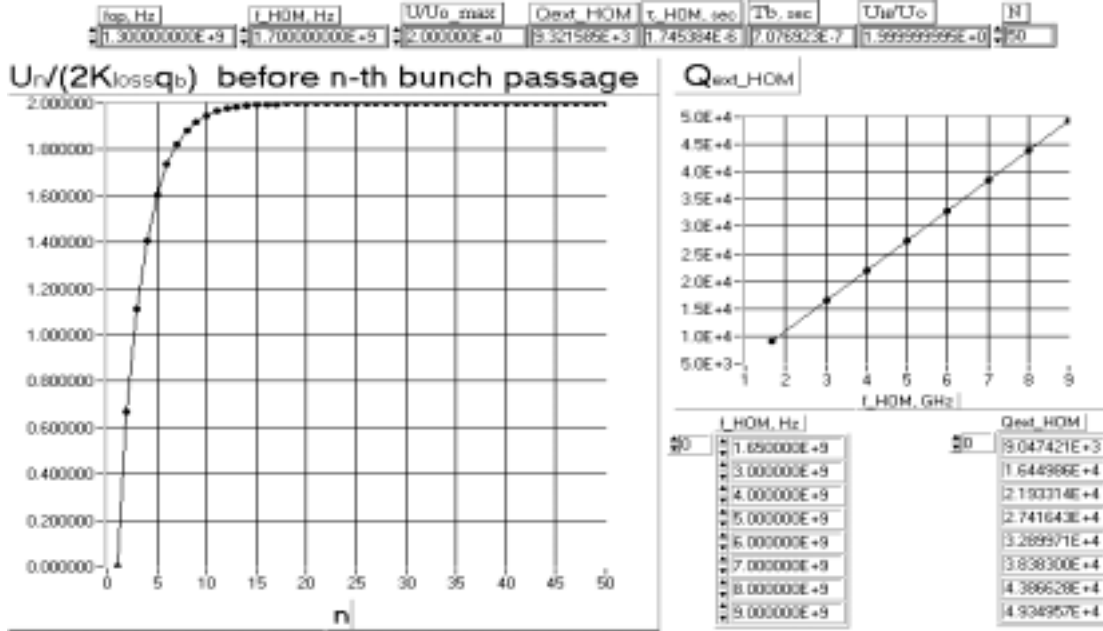 fop, Hz f_HOM, Hz U/Uo_max Qext_HOM τ_HOM, sec Tb, sec Un/Uo N
1.300000000E+9 1.700000000E+9 2.000000E+0 9.321585E+3 1.745384E-6 7.076923E-7 1.999999995E+0 50
Un/(2Klossqb) before n-th bunch passage
2.000000
1.800000
1.600000
1.400000
1.200000
1.000000
0.800000
0.600000
0.400000
0.200000
0.000000
0 5 10 15 20 25 30 35 40 45 50
n
Qext_HOM
5.0E+4
4.5E+4
4.0E+4
3.5E+4
3.0E+4
2.5E+4
2.0E+4
1.5E+4
1.0E+4
5.0E+3
1 2 3 4 5 6 7 8 9
f_HOM, GHz
f_HOM, Hz Qext_HOM
0 1.650000E+9 0 9.047421E+3
3.000000E+9 1.644986E+4
4.000000E+9 2.193314E+4
5.000000E+9 2.741643E+4
6.000000E+9 3.289971E+4
7.000000E+9 3.838300E+4
8.000000E+9 4.386628E+4
9.000000E+9 4.934957E+4